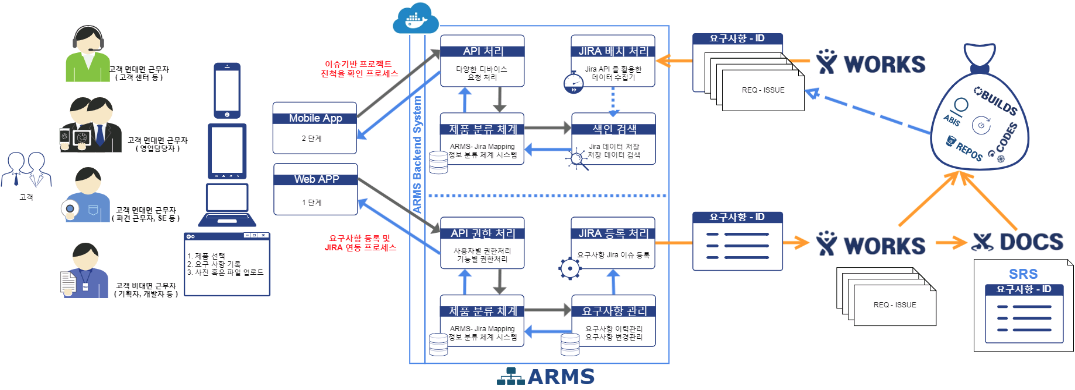 고객
고객 면대면 근무자
( 고객 센터 등 )
고객 면대면 근무자
( 영업담당자 )
고객 면대면 근무자
( 파견 근무자, SE 등 )
고객 비대면 근무자
( 기획자, 개발자 등 )
1. 제품 선택
2. 요구 사항 기록
3. 사진 혹은 파일 업로드
이슈기반 프로젝트
진척율 확인 프로세스
Mobile App
2 단계
Web APP
1 단계
요구사항 등록 및
JIRA 연동 프로세스
ARMS Backend System
API 처리
다양한 디바이스
요청 처리
JIRA 배치 처리
Jira API 를 활용한
데이터 수집기
제품 분류 체계
ARMS- Jira Mapping
정보 분류 체계 시스템
색인 검색
Jira 데이터 저장
저장 데이터 검색
API 권한 처리
사용자별 권한처리
기능별 권한처리
JIRA 등록 처리
요구사항 Jira 이슈 등록
제품 분류 체계
ARMS- Jira Mapping
정보 분류 체계 시스템
요구사항 관리
요구사항 이력관리
요구사항 변경관리
ARMS
요구사항 - ID
REQ - ISSUE
WORKS
BUILDS
ABIS
CODES
REPOS
요구사항 - ID
WORKS
REQ - ISSUE
DOCS
SRS
요구사항 - ID